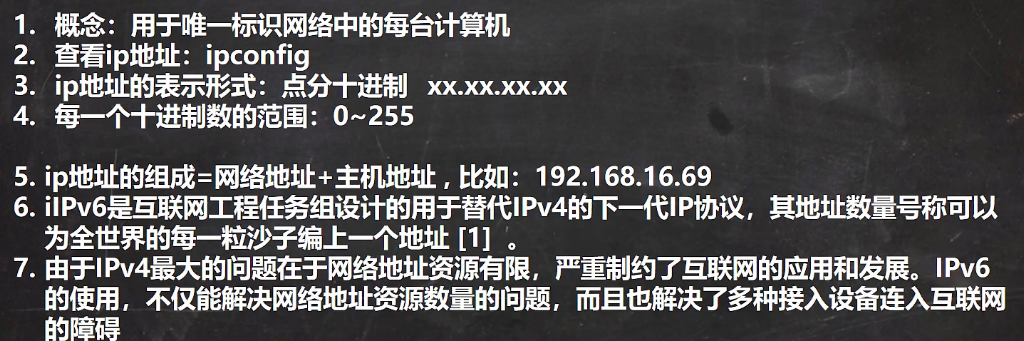 1. 概念：用于唯一标识网络中的每台计算机
2. 查看ip地址：ipconfig
3. ip地址的表示形式：点分十进制 xx.xx.xx.xx
4. 每一个十进制数的范围：0~255
5. ip地址的组成=网络地址+主机地址 , 比如：192.168.16.69
6. iIPv6是互联网工程任务组设计的用于替代IPv4的下一代IP协议，其地址数量号称可以
为全世界的每一粒沙子编上一个地址 [1] 。
7. 由于IPv4最大的问题在于网络地址资源有限，严重制约了互联网的应用和发展。IPv6
的使用，不仅能解决网络地址资源数量的问题，而且也解决了多种接入设备连入互联网
的障碍